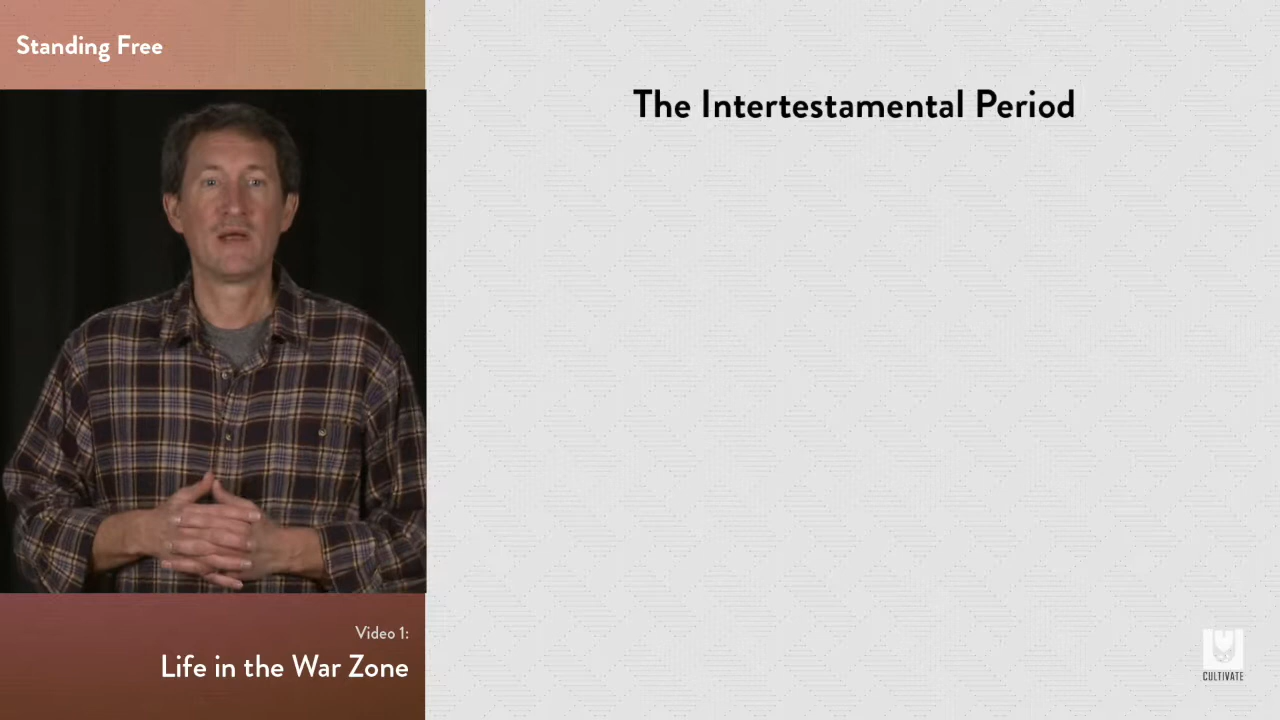 Standing Free
The Intertestamental Period
Video 1:
Life in the War Zone
CULTIVATE